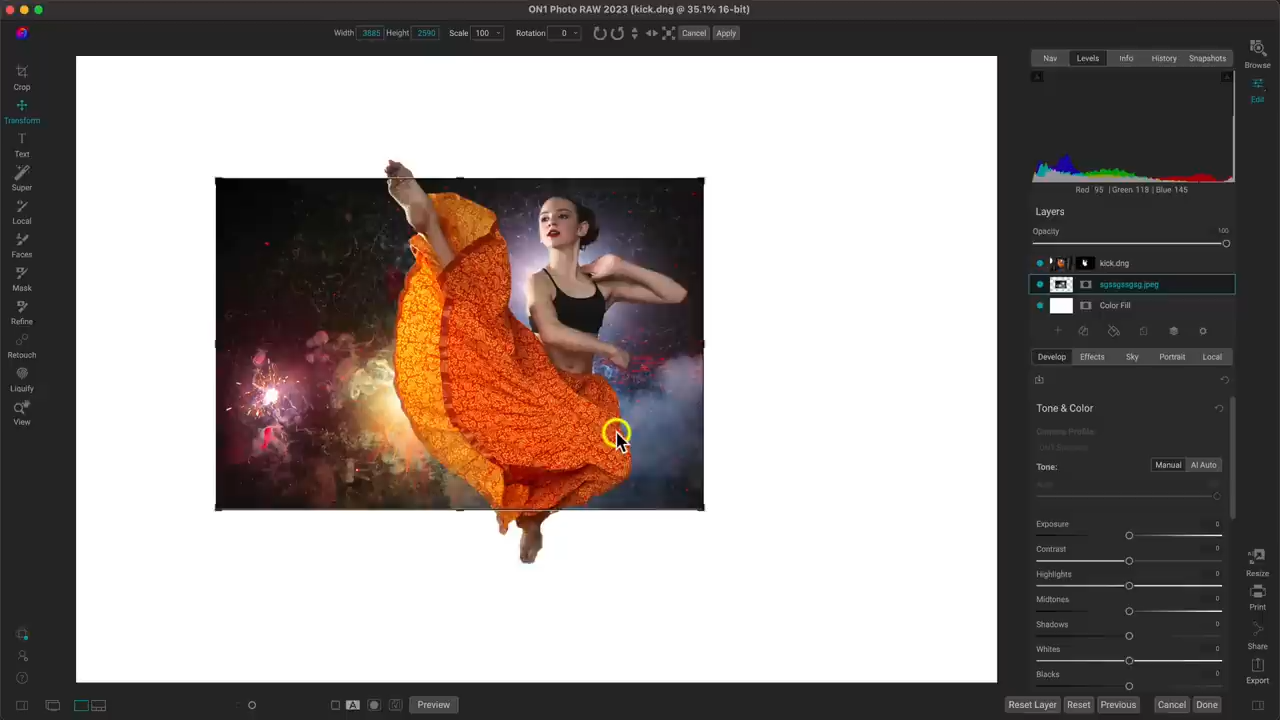 ON1 Photo RAW 2023 (kick.dng @ 35.1% 16-bit)
Width 3885 Height 2590 Scale 100 Rotation 0 Cancel Apply
Crop
Transform
Text
Super
Local
Faces
Mask
Refine
Retouch
Liquify
View
Nav Levels Info History Snapshots
Red 95 | Green 118 | Blue 145
Layers
Opacity 100
kick.dng
sgssgssgsg.jpeg
Color Fill
Develop Effects Sky Portrait Local
Tone & Color
Camera Profile:
Tone: Manual AI Auto
Auto
Exposure 0
Contrast 0
Highlights 0
Midtones 0
Shadows 0
Whites 0
Blacks 0
Browse
Edit
Resize
Print
Share
Export
A Preview
Reset Layer Reset Previous Cancel Done